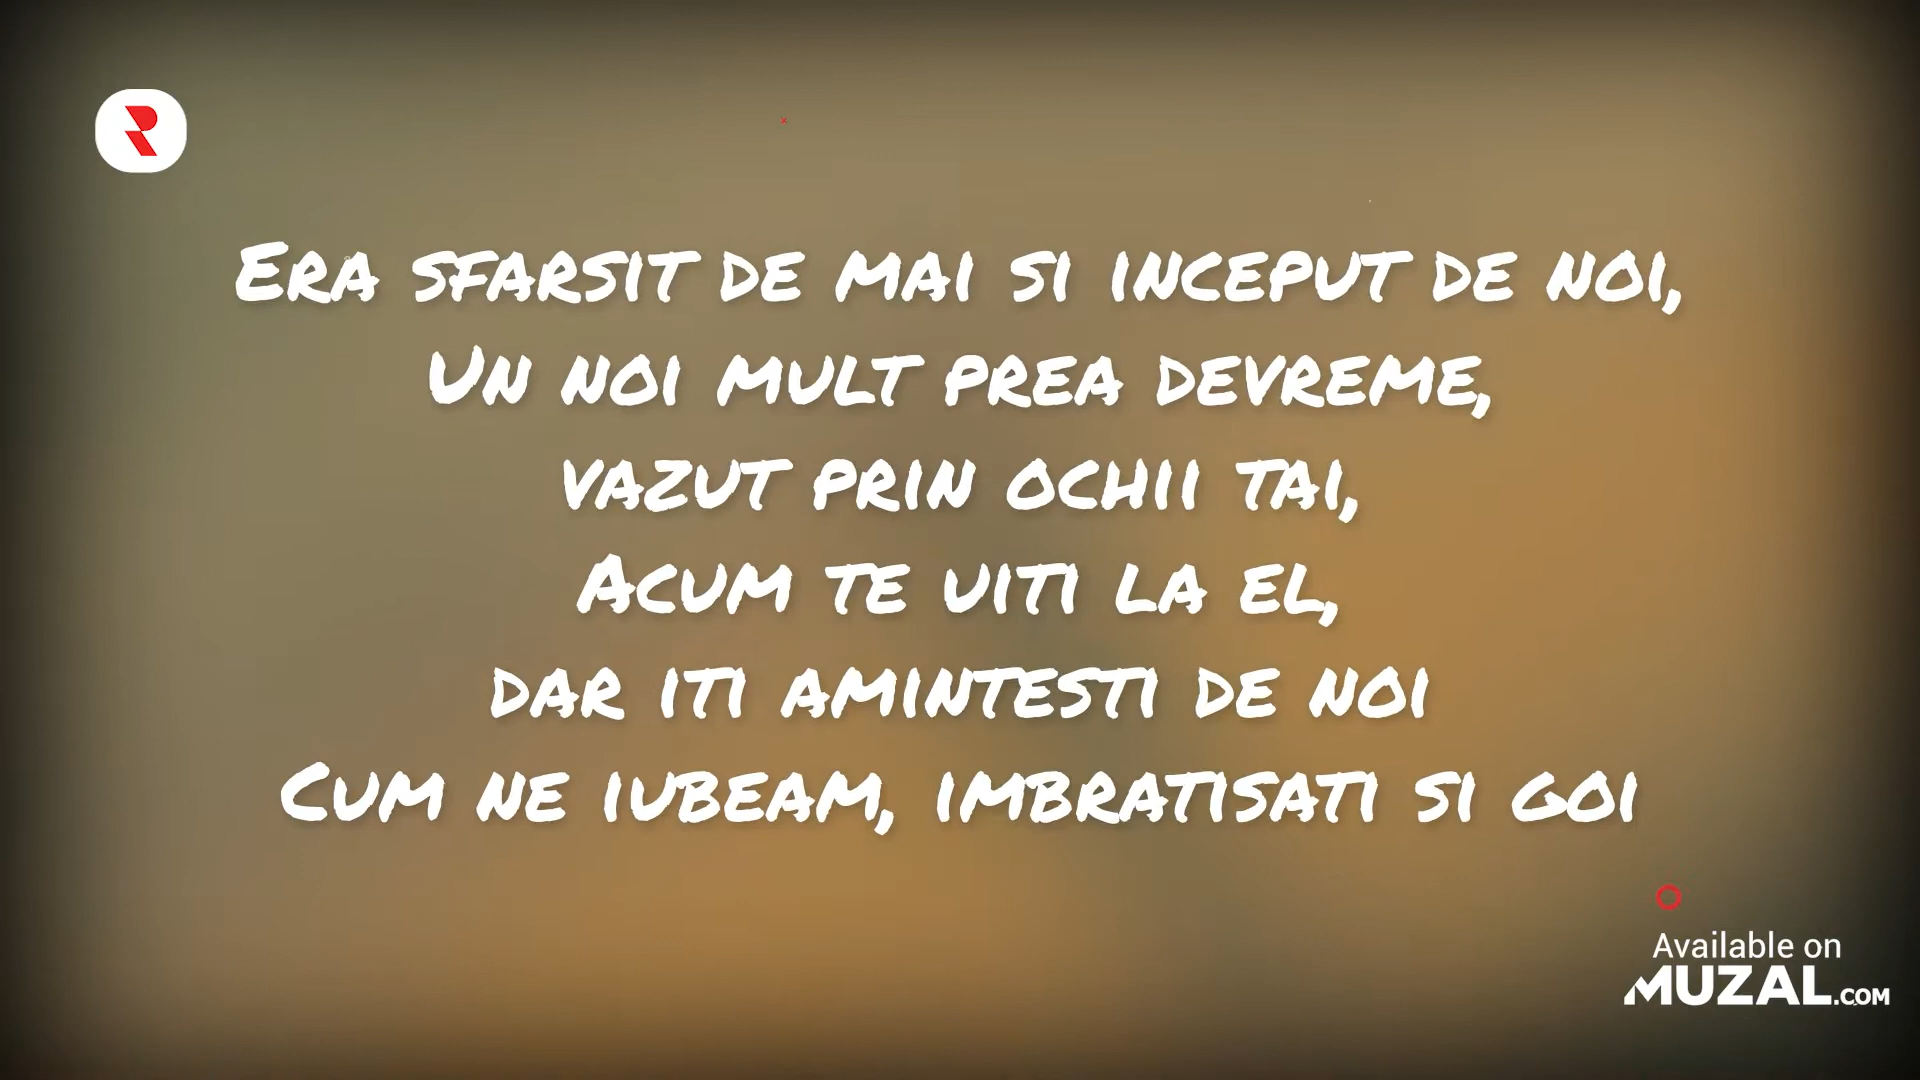 Era sfarsit de mai si inceput de noi,
Un noi mult prea devreme,
vazut prin ochii tai,
Acum te uiti la el,
dar iti amintesti de noi
Cum ne iubeam, imbratisati si goi
Available on
MUZAL.COM